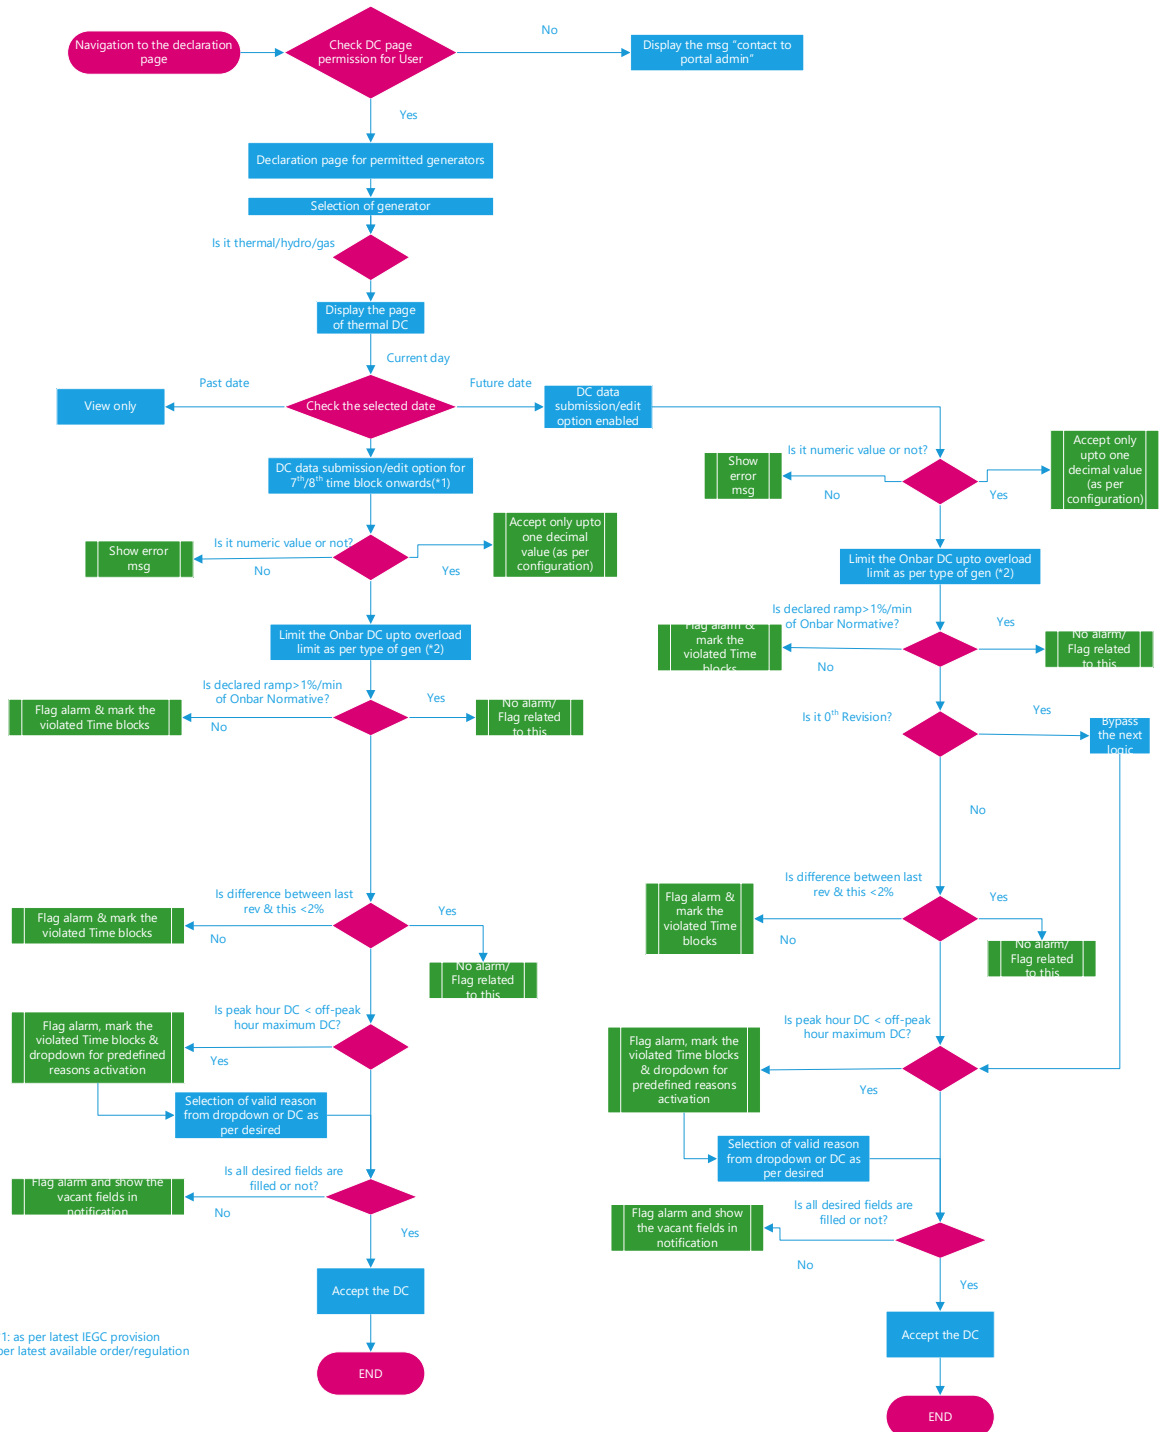 Navigation to the declaration
page
Check DC page
permission for User
No
Display the msg “contact to
portal admin”
Yes
Declaration page for permitted generators
Selection of generator
Is it thermal/hydro/gas
Display the page
of thermal DC
Current day
Past date
Future date
View only
Check the selected date
DC data
submission/edit
option enabled
DC data submission/edit option for
7th/8th time block onwards(*1)
Is it numeric value or not?
Show error
msg
No
Yes
Accept only upto
one decimal
value (as per
configuration)
Limit the Onbar DC upto overload
limit as per type of gen (*2)
Is declared ramp>1%/min
of Onbar Normative?
Flag alarm & mark the
violated Time blocks
No
Yes
No alarm/
Flag related
to this
Is difference between last
rev & this <2%
Flag alarm & mark the
violated Time blocks
No
Yes
No alarm/
Flag related
to this
Is peak hour DC < off-peak
hour maximum DC?
Flag alarm, mark the
violated Time blocks &
dropdown for predefined
reasons activation
Yes
Selection of valid reason
from dropdown or DC as
per desired
Is all desired fields are
filled or not?
Flag alarm and show the
vacant fields in
notification
No
Yes
Accept the DC
END
1: as per latest IEGC provision
per latest available order/regulation
Is it numeric value or not?
Show
error
msg
No
Yes
Accept only
upto one
decimal value
(as per
configuration)
Limit the Onbar DC upto overload
limit as per type of gen (*2)
Is declared ramp>1%/min
of Onbar Normative?
Flag alarm &
mark the
violated Time
blocks
No
Yes
No alarm/
Flag related
to this
Is it 0th Revision?
Yes
Bypass
the next
logic
No
Is difference between last
rev & this <2%
Flag alarm &
mark the
violated Time
blocks
No
Yes
No alarm/
Flag related
to this
Is peak hour DC < off-peak
hour maximum DC?
Flag alarm, mark the
violated Time blocks
& dropdown for
predefined reasons
activation
Yes
Selection of valid reason
from dropdown or DC as
per desired
Is all desired fields are
filled or not?
Flag alarm and show
the vacant fields in
notification
No
Yes
Accept the DC
END